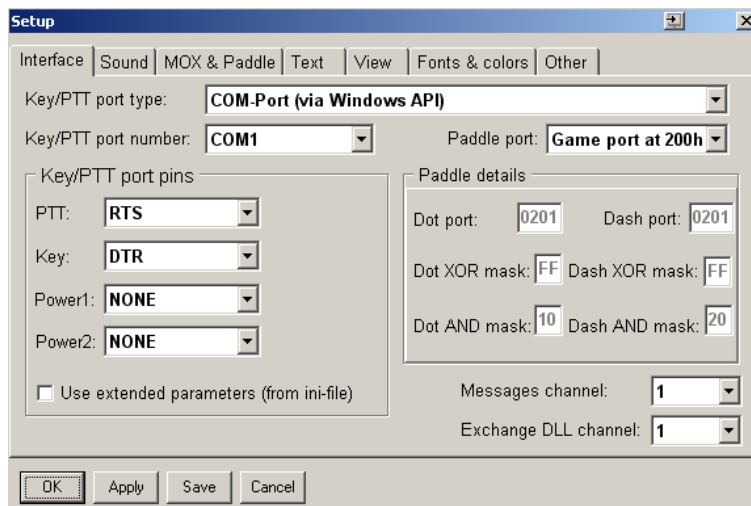 Setup
Interface Sound MOX & Paddle Text View Fonts & colors Other
Key/PTT port type: COM-Port (via Windows API)
Key/PTT port number: COM1 Paddle port: Game port at 200h
Key/PTT port pins
PTT: RTS
Key: DTR
Power1: NONE
Power2: NONE
Use extended parameters (from ini-file)
Paddle details
Dot port: 0201 Dash port: 0201
Dot XOR mask: FF Dash XOR mask: FF
Dot AND mask: 10 Dash AND mask: 20
Messages channel: 1
Exchange DLL channel: 1
OK Apply Save Cancel